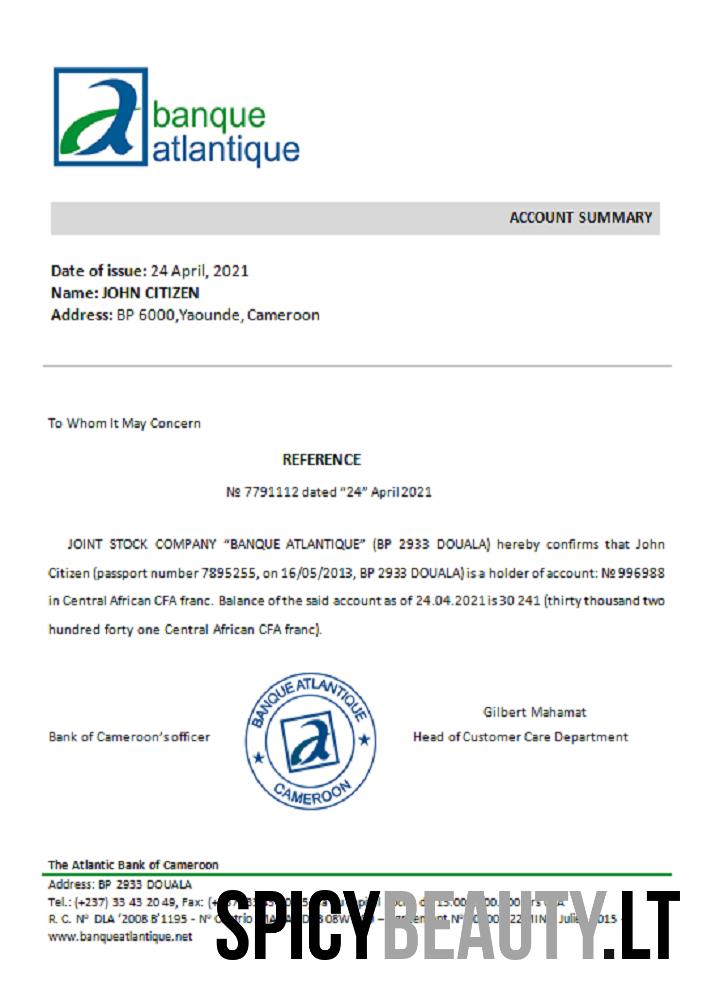 banque
atlantique
ACCOUNT SUMMARY
Date of issue: 24 April, 2021
Name: JOHN CITIZEN
Address: BP 6000,Yaounde, Cameroon
To Whom It May Concern
REFERENCE
№ 7791112 dated “24” April 2021
JOINT STOCK COMPANY “BANQUE ATLANTIQUE” (BP 2933 DOUALA) hereby confirms that John
Citizen (passport number 7895255, on 16/05/2013, BP 2933 DOUALA) is a holder of account: № 996988
in Central African CFA franc. Balance of the said account as of 24.04.2021 is 30 241 (thirty thousand two
hundred forty one Central African CFA franc).
BANQUE ATLANTIQUE
CAMEROON
Gilbert Mahamat
Bank of Cameroon’s officer
Head of Customer Care Department
The Atlantic Bank of Cameroon
Address: BP 2933 DOUALA
Tel.: (+237) 33 43 20 49, Fax:
R. C. N° DLA ‘2008 B’1195 - N°
www.banqueatlantique.net
SPICYBEAUTY.LT